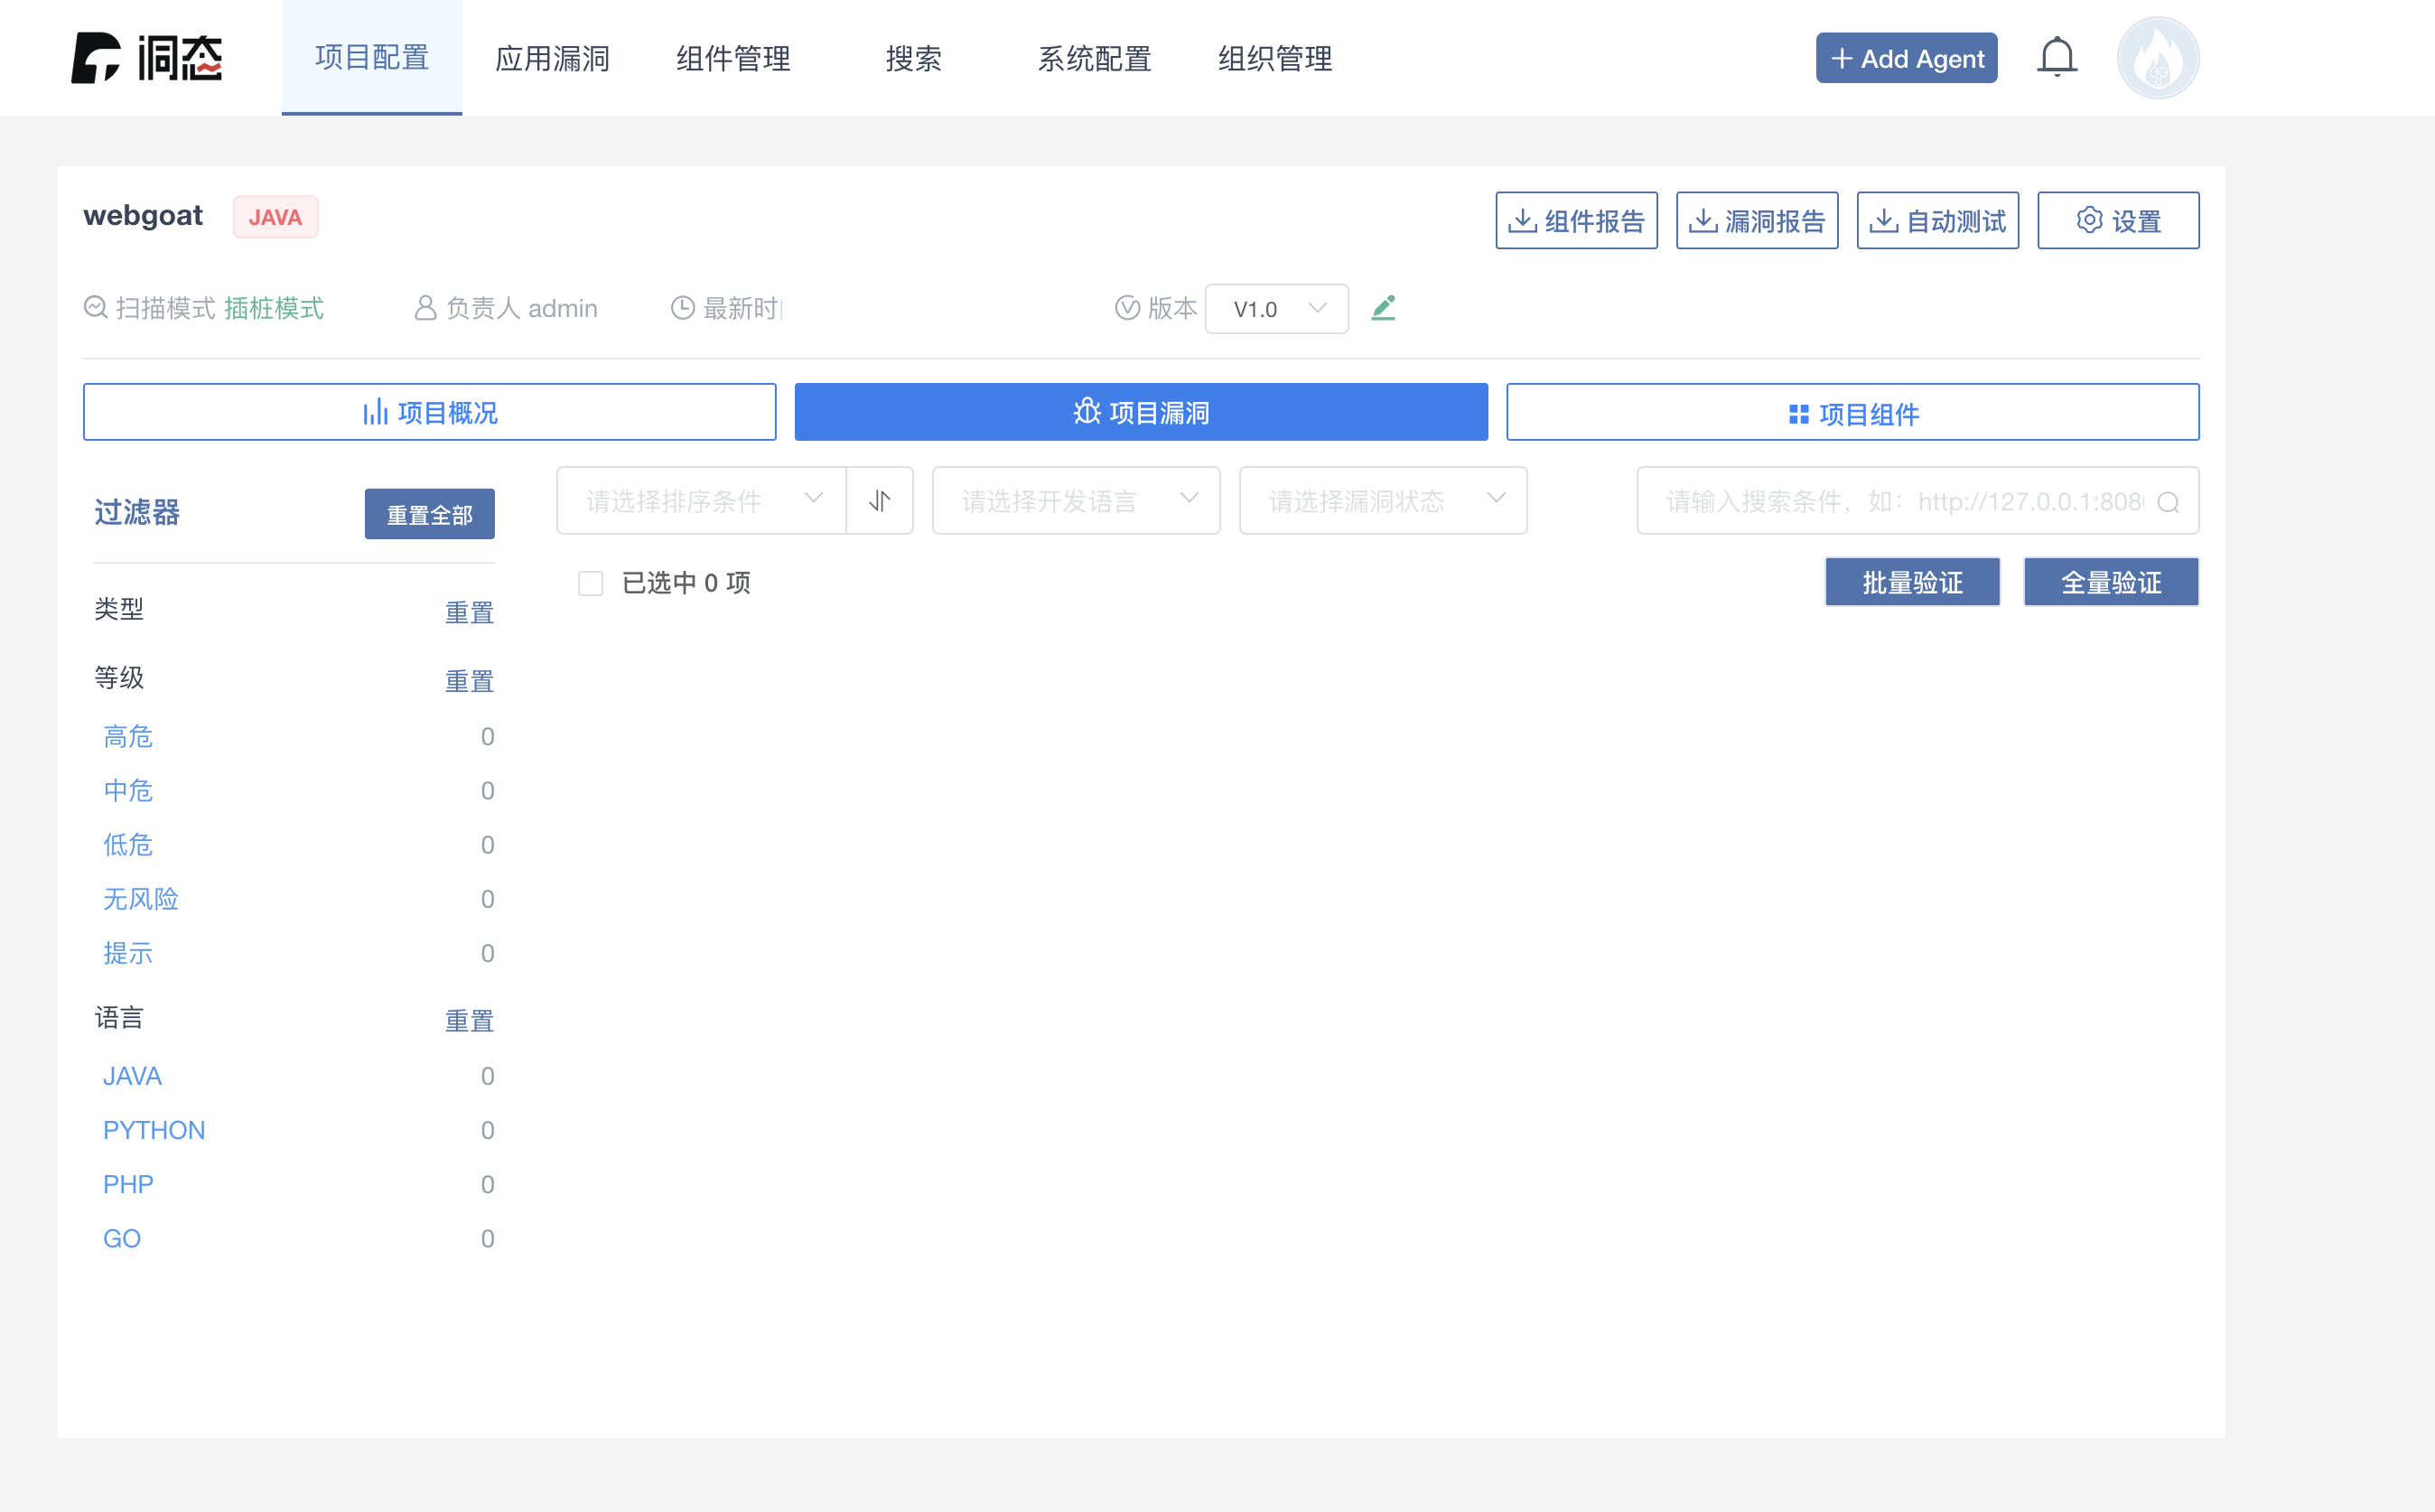 洞态 项目配置 应用漏洞 组件管理 搜索 系统配置 组织管理 Add Agent
webgoat JAVA 组件报告 漏洞报告 自动测试 设置
扫描模式 插桩模式 负责人 admin 最新时 版本 V1.0
项目概况 项目漏洞 项目组件
过滤器 重置全部 请选择排序条件 请选择开发语言 请选择漏洞状态 请输入搜索条件，如：http://127.0.0.1:808
已选中 0 项 批量验证 全量验证
类型 重置
等级 重置
高危 0
中危 0
低危 0
无风险 0
提示 0
语言 重置
JAVA 0
PYTHON 0
PHP 0
GO 0